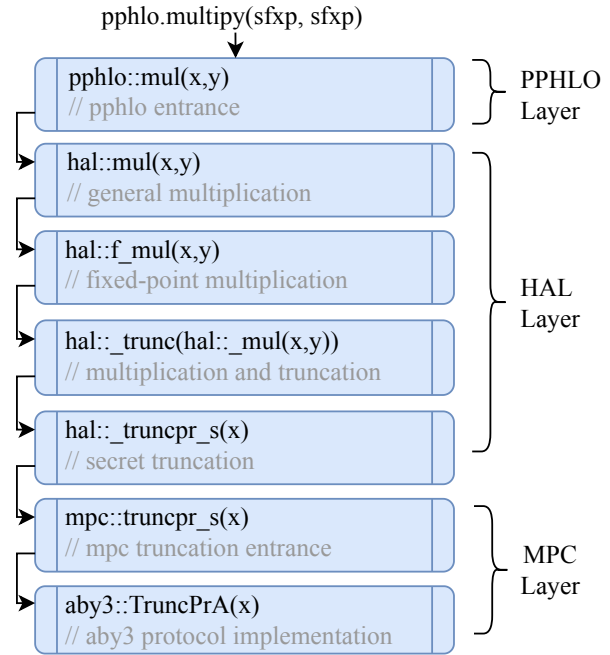 pphlo.multipy(sfxp, sfxp)
pphlo::mul(x,y)
// pphlo entrance
PPHLO
Layer
hal::mul(x,y)
// general multiplication
hal::f_mul(x,y)
// fixed-point multiplication
HAL
Layer
hal::_trunc(hal::_mul(x,y))
// multiplication and truncation
hal::_truncpr_s(x)
// secret truncation
mpc::truncpr_s(x)
// mpc truncation entrance
MPC
Layer
aby3::TruncPrA(x)
// aby3 protocol implementation